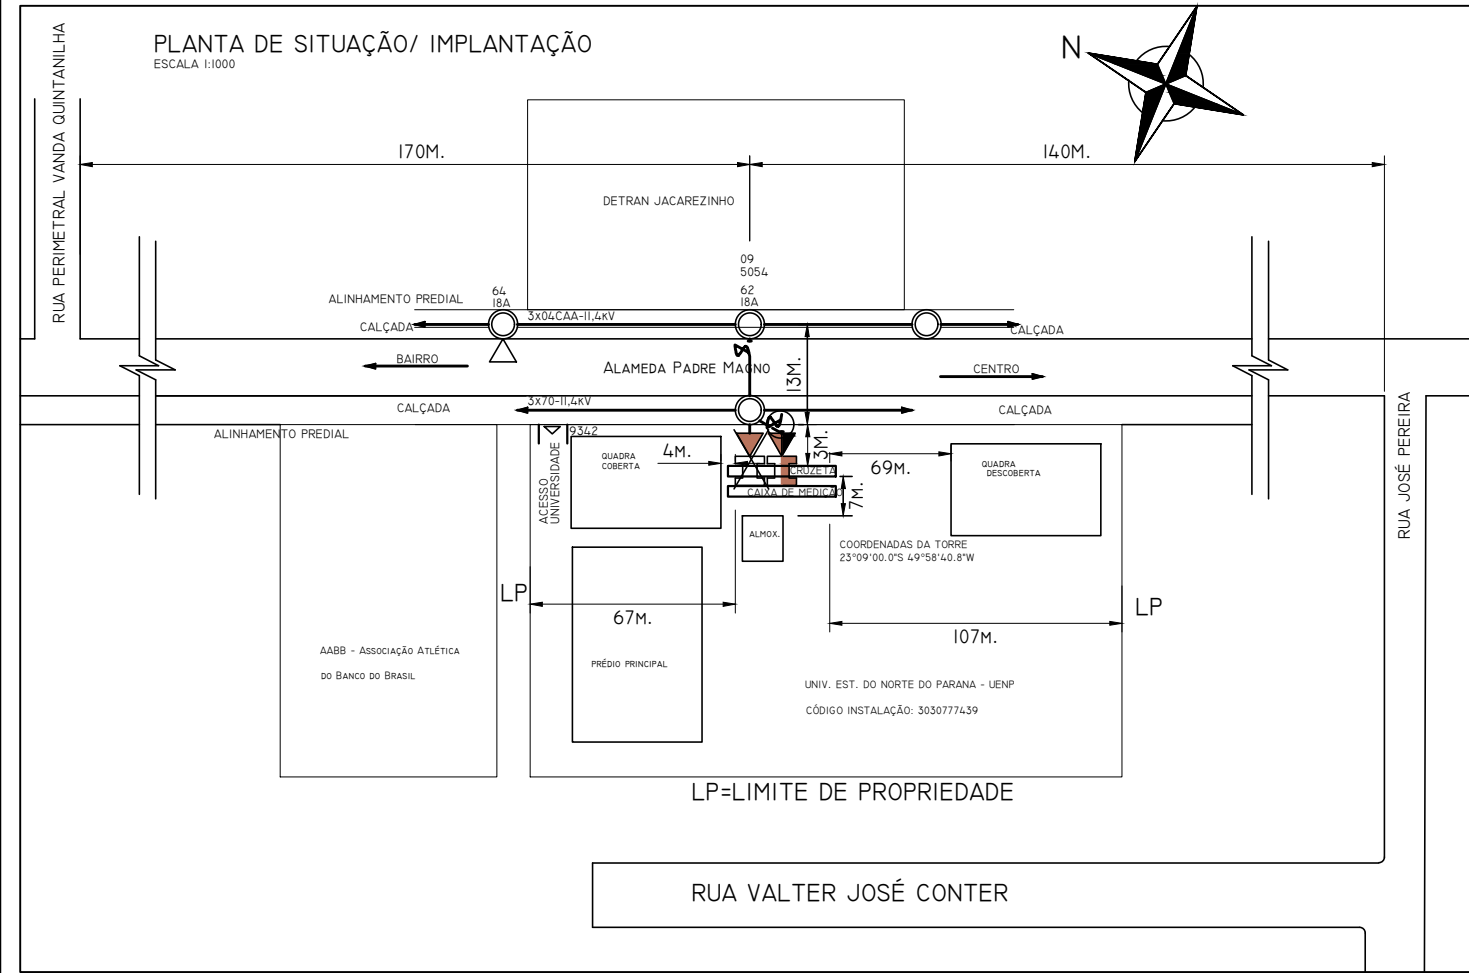 PLANTA DE SITUAÇÃO/ IMPLANTAÇÃO
ESCALA 1:1000
N
RUA PERIMETRAL VANDA QUINTANILHA
170M.
140M.
DETRAN JACAREZINHO
09
5054
62
18A
64
18A
ALINHAMENTO PREDIAL
3x04CAA-11,4kV
CALÇADA
CALÇADA
BAIRRO
ALAMEDA PADRE MAGNO
8.
13M.
CENTRO
3x70-11,4kV
CALÇADA
CALÇADA
ALINHAMENTO PREDIAL
9342
ACESSO
UNIVERSIDADE
QUADRA
COBERTA
4M.
3M.
CRUZETA
CAIXA DE MEDIÇÃO
7M.
69M.
QUADRA
DESCOBERTA
RUA JOSÉ PEREIRA
ALMOX.
COORDENADAS DA TORRE
23°09'00.0"S 49°58'40.8"W
LP
67M.
LP
107M.
AABB - ASSOCIAÇÃO ATLÉTICA
DO BANCO DO BRASIL
PRÉDIO PRINCIPAL
UNIV. EST. DO NORTE DO PARANA - UENP
CÓDIGO INSTALAÇÃO: 3030777439
LP=LIMITE DE PROPRIEDADE
RUA VALTER JOSÉ CONTER